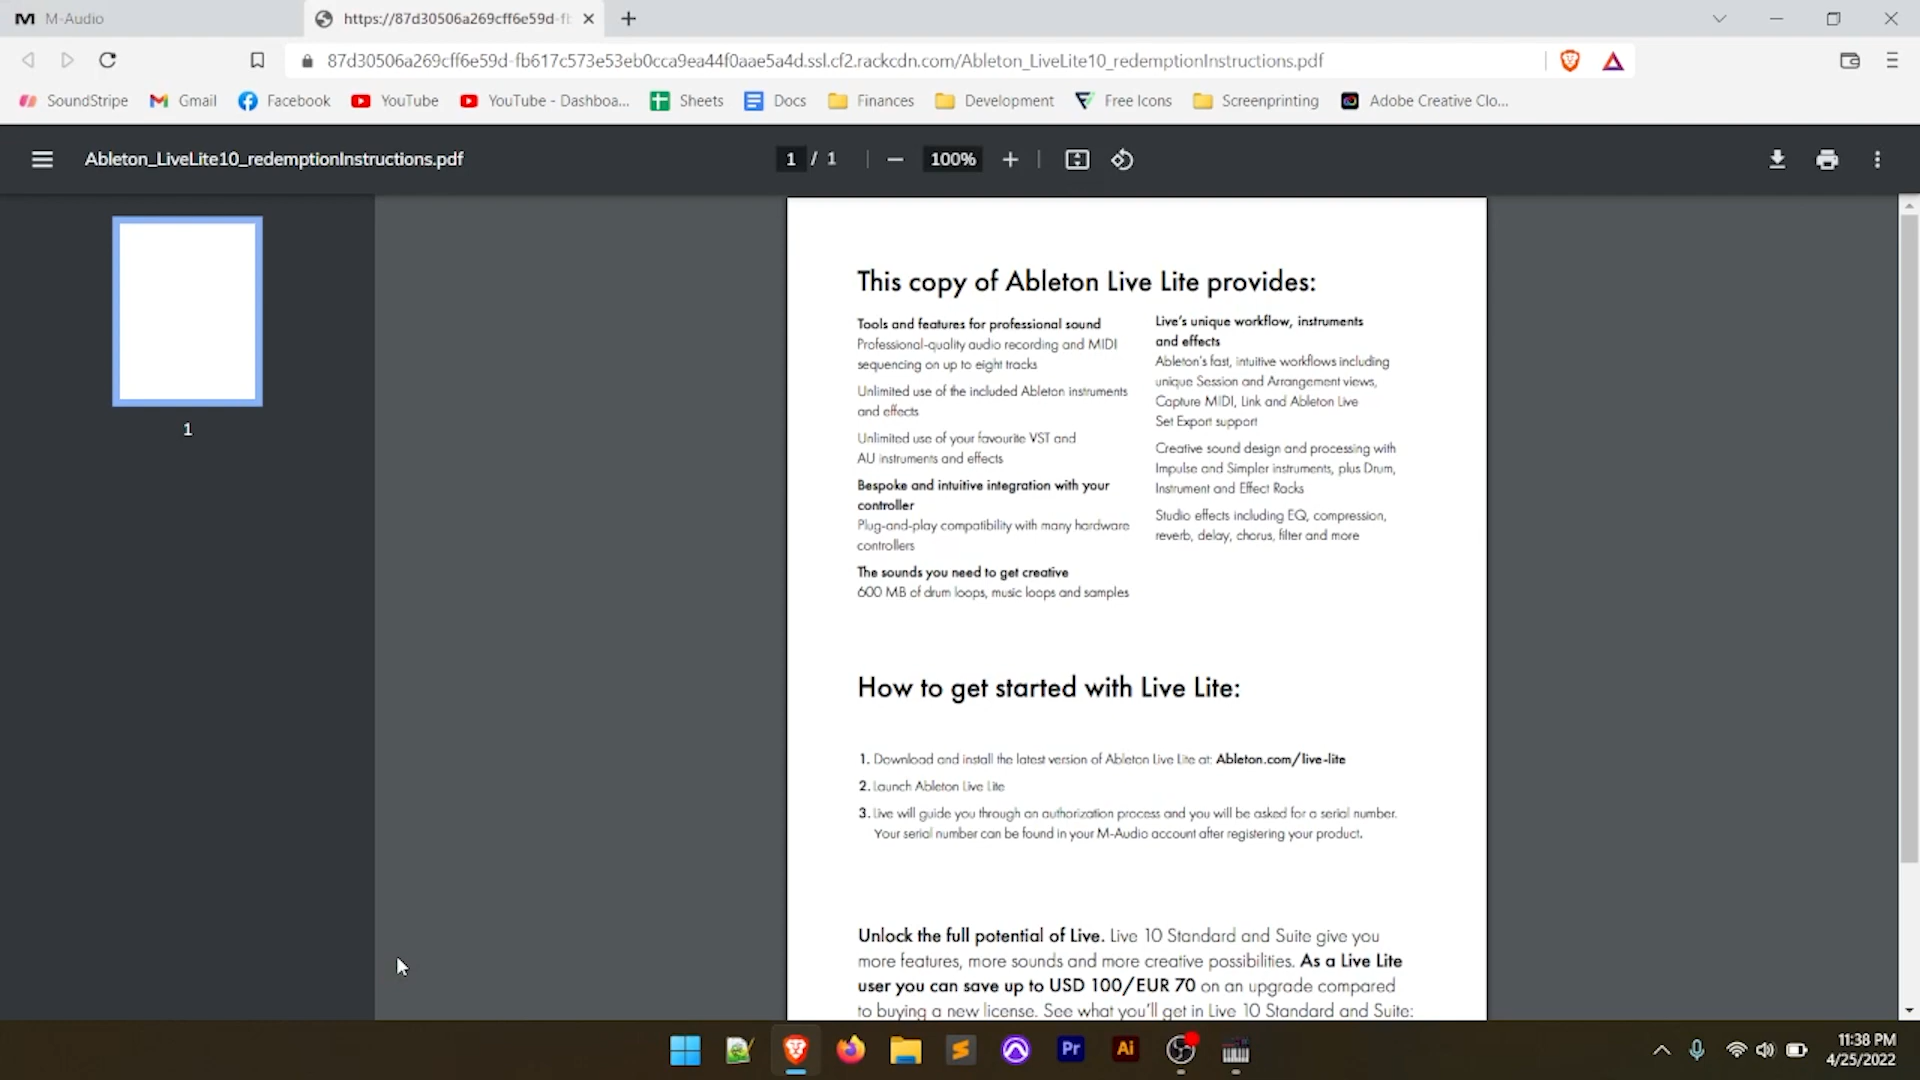 M-Audio
https://87d30506a269cff6e59d-fb
87d30506a269cff6e59d-fb617c573e53eb0cca9ea44f0aae5a4d.ssl.cf2.rackcdn.com/Ableton_LiveLite10_redemptionInstructions.pdf
SoundStripe
Gmail
Facebook
YouTube
YouTube - Dashboa...
Sheets
Docs
Finances
Development
Free Icons
Screenprinting
Adobe Creative Clo...
Ableton_LiveLite10_redemptionInstructions.pdf
1 / 1
100%
1
This copy of Ableton Live Lite provides:
Tools and features for professional sound
Professional-quality audio recording and MIDI
sequencing on up to eight tracks
Unlimited use of the included Ableton instruments
and effects
Unlimited use of your favourite VST and
AU instruments and effects
Bespoke and intuitive integration with your
controller
Plug-and-play compatibility with many hardware
controllers
The sounds you need to get creative
600 MB of drum loops, music loops and samples
Live's unique workflow, instruments
and effects
Ableton's fast, intuitive workflows including
unique Session and Arrangement views,
Capture MIDI, Link and Ableton Live
Set Export support
Creative sound design and processing with
Impulse and Simpler instruments, plus Drum,
Instrument and Effect Racks
Studio effects including EQ, compression,
reverb, delay, chorus, filter and more
How to get started with Live Lite:
1. Download and install the latest version of Ableton Live Lite at: Ableton.com/live-lite
2. Launch Ableton Live Lite
3. Live will guide you through an authorization process and you will be asked for a serial number.
Your serial number can be found in your M-Audio account after registering your product.
Unlock the full potential of Live. Live 10 Standard and Suite give you
more features, more sounds and more creative possibilities. As a Live Lite
user you can save up to USD 100/EUR 70 on an upgrade compared
to buying a new license. See what you'll get in Live 10 Standard and Suite:
Pr
Ai
11:38 PM
4/25/2022